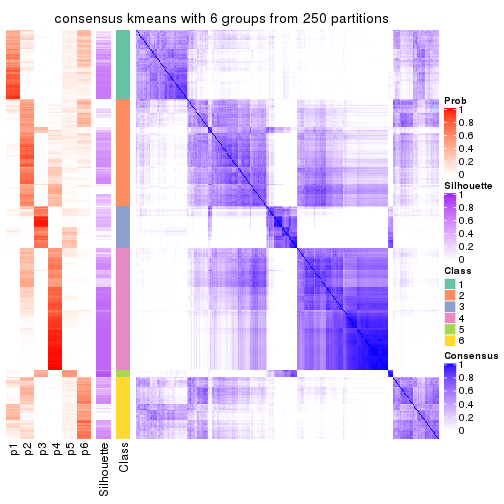 consensus kmeans with 6 groups from 250 partitions
Prob
1
0.8
0.6
0.4
0.2
0
Silhouette
1
0.8
0.6
0.4
0.2
0
Class
1
2
3
4
5
6
Consensus
1
0.8
0.6
0.4
0.2
0
p1
p2
p3
p4
p5
p6
Silhouette
Class